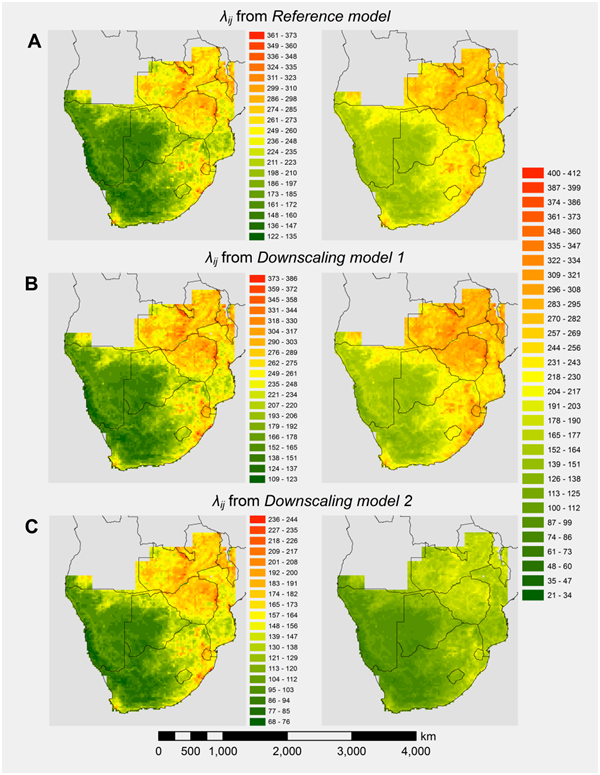 λij from Reference model
A
361 - 373
349 - 360
336 - 348
324 - 335
311 - 323
299 - 310
286 - 298
274 - 285
261 - 273
249 - 260
236 - 248
224 - 235
211 - 223
198 - 210
186 - 197
173 - 185
161 - 172
148 - 160
136 - 147
122 - 135
λij from Downscaling model 1
B
373 - 386
359 - 372
345 - 358
331 - 344
318 - 330
304 - 317
290 - 303
276 - 289
262 - 275
249 - 261
235 - 248
221 - 234
207 - 220
193 - 206
179 - 192
166 - 178
152 - 165
138 - 151
124 - 137
109 - 123
λij from Downscaling model 2
C
236 - 244
227 - 235
218 - 226
209 - 217
201 - 208
192 - 200
183 - 191
174 - 182
165 - 173
157 - 164
148 - 156
139 - 147
130 - 138
121 - 129
113 - 120
104 - 112
95 - 103
86 - 94
77 - 85
68 - 76
400 - 412
387 - 399
374 - 386
361 - 373
348 - 360
335 - 347
322 - 334
309 - 321
296 - 308
283 - 295
270 - 282
257 - 269
244 - 256
231 - 243
218 - 230
204 - 217
191 - 203
178 - 190
165 - 177
152 - 164
139 - 151
126 - 138
113 - 125
100 - 112
87 - 99
74 - 86
61 - 73
48 - 60
35 - 47
21 - 34
km
0 500 1,000 2,000 3,000 4,000